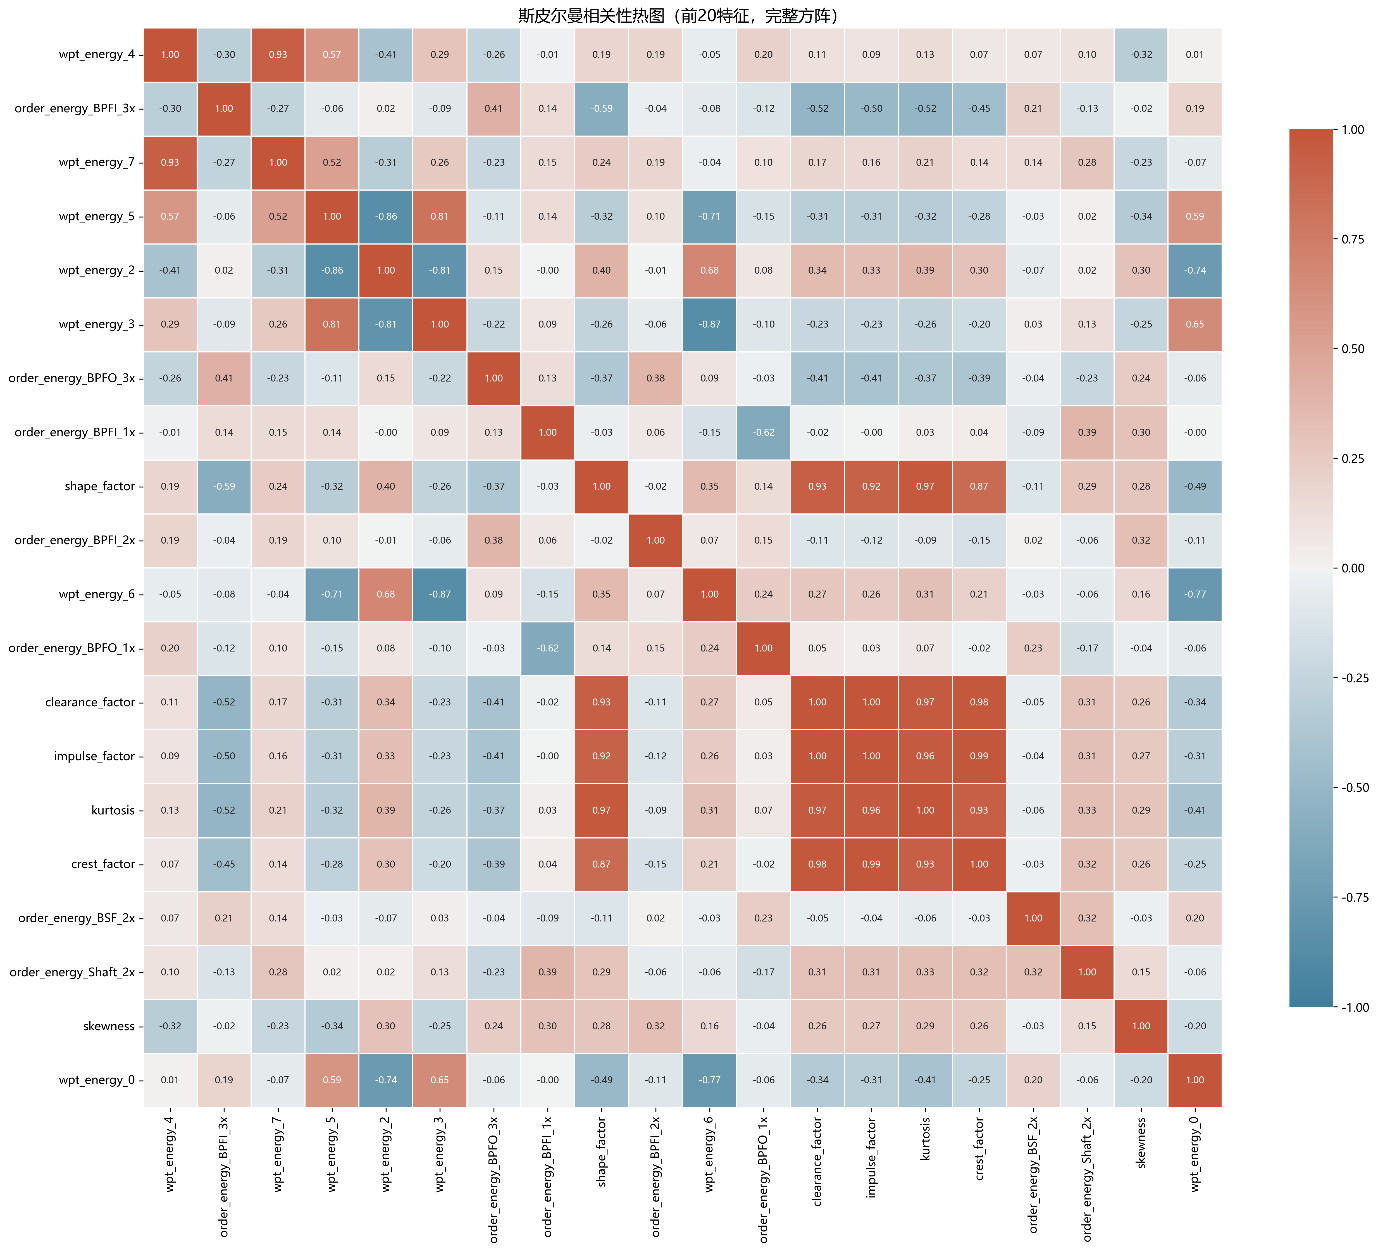 斯皮尔曼相关性热图（前20特征，完整方阵）
wpt_energy_4 1.00 -0.30 0.93 0.57 -0.41 0.29 -0.26 -0.01 0.19 0.19 -0.05 0.20 0.11 0.09 0.13 0.07 0.07 0.10 -0.32 0.01
order_energy_BPFI_3x -0.30 1.00 -0.27 -0.06 0.02 -0.09 0.41 0.14 -0.59 -0.04 -0.08 -0.12 -0.52 -0.50 -0.52 -0.45 0.21 -0.13 -0.02 0.19
wpt_energy_7 0.93 -0.27 1.00 0.52 -0.31 0.26 -0.23 0.15 0.24 0.19 -0.04 0.10 0.17 0.16 0.21 0.14 0.14 0.28 -0.23 -0.07
wpt_energy_5 0.57 -0.06 0.52 1.00 -0.86 0.81 -0.11 0.14 -0.32 0.10 -0.71 -0.15 -0.31 -0.31 -0.32 -0.28 -0.03 0.02 -0.34 0.59
wpt_energy_2 -0.41 0.02 -0.31 -0.86 1.00 -0.81 0.15 -0.00 0.40 -0.01 0.68 0.08 0.34 0.33 0.39 0.30 -0.07 0.02 0.30 -0.74
wpt_energy_3 0.29 -0.09 0.26 0.81 -0.81 1.00 -0.22 0.09 -0.26 -0.06 -0.87 -0.10 -0.23 -0.23 -0.26 -0.20 0.03 0.13 -0.25 0.65
order_energy_BPFO_3x -0.26 0.41 -0.23 -0.11 0.15 -0.22 1.00 0.13 -0.37 0.38 0.09 -0.03 -0.41 -0.41 -0.37 -0.39 -0.04 -0.23 0.24 -0.06
order_energy_BPFI_1x -0.01 0.14 0.15 0.14 -0.00 0.09 0.13 1.00 -0.03 0.06 -0.15 -0.62 -0.02 -0.00 0.03 0.04 -0.09 0.39 0.30 -0.00
shape_factor 0.19 -0.59 0.24 -0.32 0.40 -0.26 -0.37 -0.03 1.00 -0.02 0.35 0.14 0.93 0.92 0.97 0.87 -0.11 0.29 0.28 -0.49
order_energy_BPFI_2x 0.19 -0.04 0.19 0.10 -0.01 -0.06 0.38 0.06 -0.02 1.00 0.07 0.15 -0.11 -0.12 -0.09 -0.15 0.02 -0.06 0.32 -0.11
wpt_energy_6 -0.05 -0.08 -0.04 -0.71 0.68 -0.87 0.09 -0.15 0.35 0.07 1.00 0.24 0.27 0.26 0.31 0.21 -0.03 -0.06 0.16 -0.77
order_energy_BPFO_1x 0.20 -0.12 0.10 -0.15 0.08 -0.10 -0.03 -0.62 0.14 0.15 0.24 1.00 0.05 0.03 0.07 -0.02 0.23 -0.17 -0.04 -0.06
clearance_factor 0.11 -0.52 0.17 -0.31 0.34 -0.23 -0.41 -0.02 0.93 -0.11 0.27 0.05 1.00 1.00 0.97 0.98 -0.05 0.31 0.26 -0.34
impulse_factor 0.09 -0.50 0.16 -0.31 0.33 -0.23 -0.41 -0.00 0.92 -0.12 0.26 0.03 1.00 1.00 0.96 0.99 -0.04 0.31 0.27 -0.31
kurtosis 0.13 -0.52 0.21 -0.32 0.39 -0.26 -0.37 0.03 0.97 -0.09 0.31 0.07 0.97 0.96 1.00 0.93 -0.06 0.33 0.29 -0.41
crest_factor 0.07 -0.45 0.14 -0.28 0.30 -0.20 -0.39 0.04 0.87 -0.15 0.21 -0.02 0.98 0.99 0.93 1.00 -0.03 0.32 0.26 -0.25
order_energy_BSF_2x 0.07 0.21 0.14 -0.03 -0.07 0.03 -0.04 -0.09 -0.11 0.02 -0.03 0.23 -0.05 -0.04 -0.06 -0.03 1.00 0.32 -0.03 0.20
order_energy_Shaft_2x 0.10 -0.13 0.28 0.02 0.02 0.13 -0.23 0.39 0.29 -0.06 -0.06 -0.17 0.31 0.31 0.33 0.32 0.32 1.00 0.15 -0.06
skewness -0.32 -0.02 -0.23 -0.34 0.30 -0.25 0.24 0.30 0.28 0.32 0.16 -0.04 0.26 0.27 0.29 0.26 -0.03 0.15 1.00 -0.20
wpt_energy_0 0.01 0.19 -0.07 0.59 -0.74 0.65 -0.06 -0.00 -0.49 -0.11 -0.77 -0.06 -0.34 -0.31 -0.41 -0.25 0.20 -0.06 -0.20 1.00
wpt_energy_4
order_energy_BPFI_3x
wpt_energy_7
wpt_energy_5
wpt_energy_2
wpt_energy_3
order_energy_BPFO_3x
order_energy_BPFI_1x
shape_factor
order_energy_BPFI_2x
wpt_energy_6
order_energy_BPFO_1x
clearance_factor
impulse_factor
kurtosis
crest_factor
order_energy_BSF_2x
order_energy_Shaft_2x
skewness
wpt_energy_0
1.00
0.75
0.50
0.25
0.00
-0.25
-0.50
-0.75
-1.00